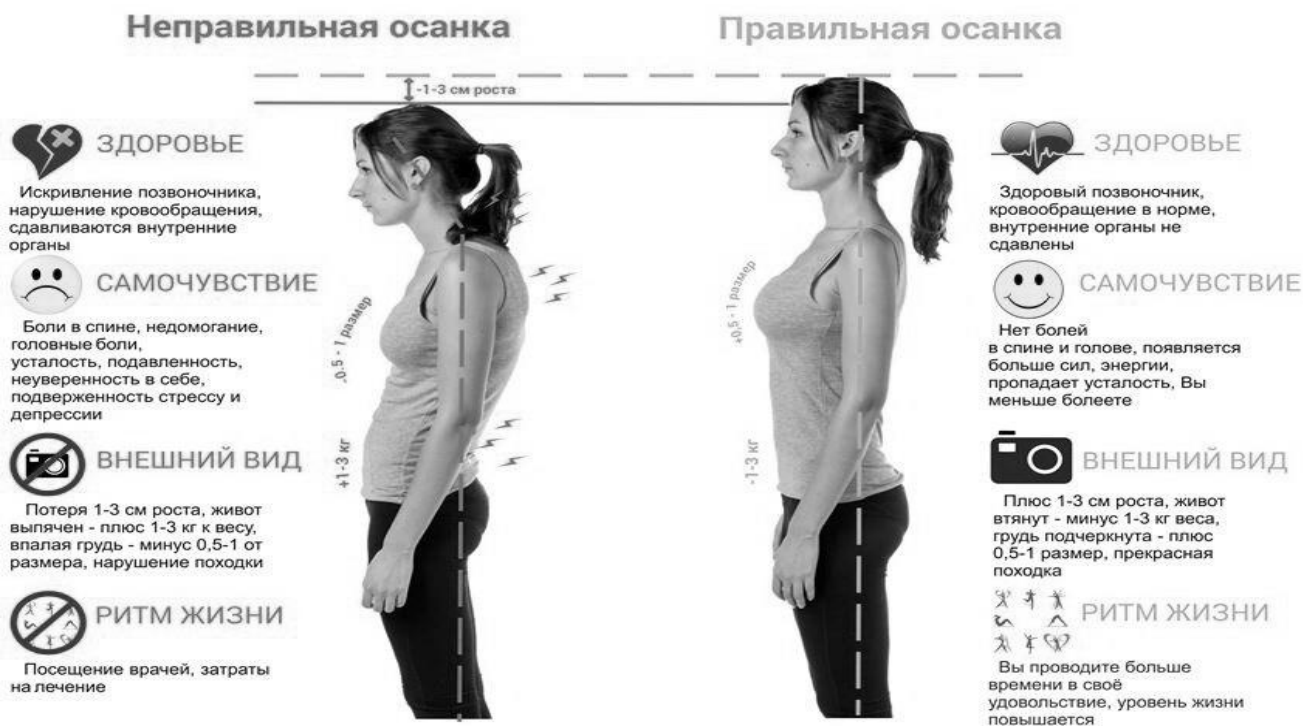 Неправильная осанка
Правильная осанка
-1-3 см роста
ЗДОРОВЬЕ
Искривление позвоночника,
нарушение кровообращения,
сдавливаются внутренние
органы
САМОЧУВСТВИЕ
Боли в спине, недомогание,
головные боли,
усталость, подавленность,
неуверенность в себе,
подверженность стрессу и
депрессии
ВНЕШНИЙ ВИД
Потеря 1-3 см роста, живот
выпячен - плюс 1-3 кг к весу,
впалая грудь - минус 0,5-1 от
размера, нарушение походки
РИТМ ЖИЗНИ
Посещение врачей, затраты
на лечение
-0,5 - 1 размер
+1-3 кг
+0,5 - 1 размер
-1-3 кг
ЗДОРОВЬЕ
Здоровый позвоночник,
кровообращение в норме,
внутренние органы не
сдавлены
САМОЧУВСТВИЕ
Нет болей
в спине и голове, появляется
больше сил, энергии,
пропадает усталость, Вы
меньше болеете
ВНЕШНИЙ ВИД
Плюс 1-3 см роста, живот
втянут - минус 1-3 кг веса,
грудь подчеркнута - плюс
0,5-1 размер, прекрасная
походка
РИТМ ЖИЗНИ
Вы проводите больше
времени в своё
удовольствие, уровень жизни
повышается